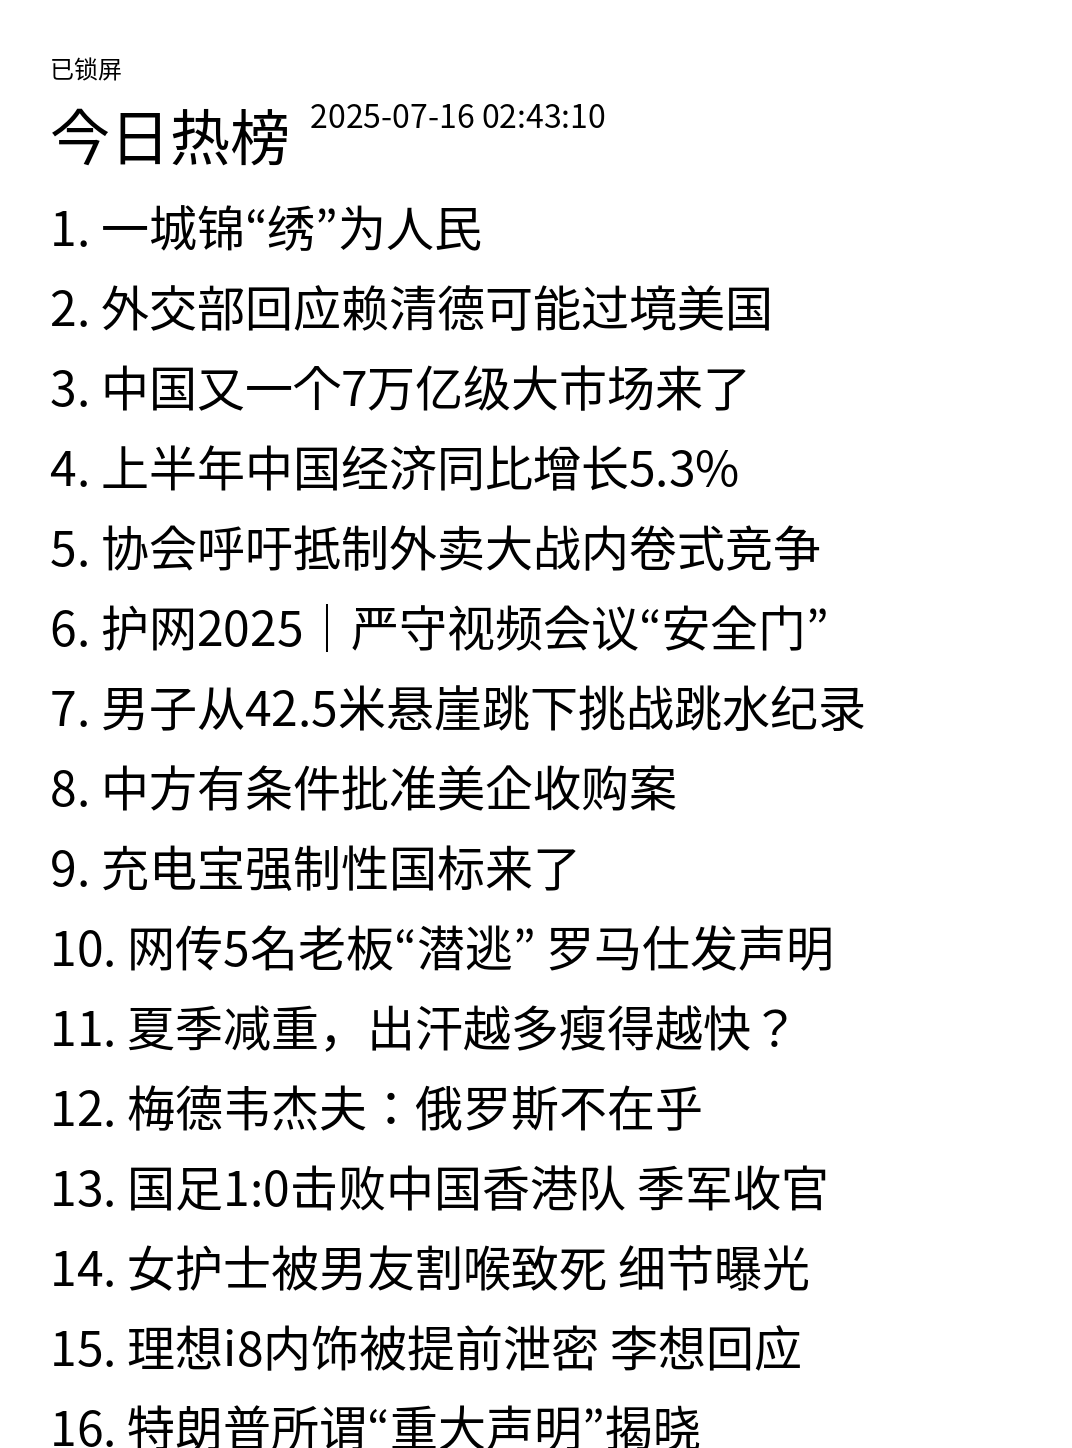 已锁屏
今日热榜 2025-07-16 02:43:10
1. 一城锦“绣”为人民
2. 外交部回应赖清德可能过境美国
3. 中国又一个7万亿级大市场来了
4. 上半年中国经济同比增长5.3%
5. 协会呼吁抵制外卖大战内卷式竞争
6. 护网2025｜严守视频会议“安全门”
7. 男子从42.5米悬崖跳下挑战跳水纪录
8. 中方有条件批准美企收购案
9. 充电宝强制性国标来了
10. 网传5名老板“潜逃” 罗马仕发声明
11. 夏季减重，出汗越多瘦得越快？
12. 梅德韦杰夫：俄罗斯不在乎
13. 国足1:0击败中国香港队 季军收官
14. 女护士被男友割喉致死 细节曝光
15. 理想i8内饰被提前泄密 李想回应
16. 特朗普所谓“重大声明”揭晓